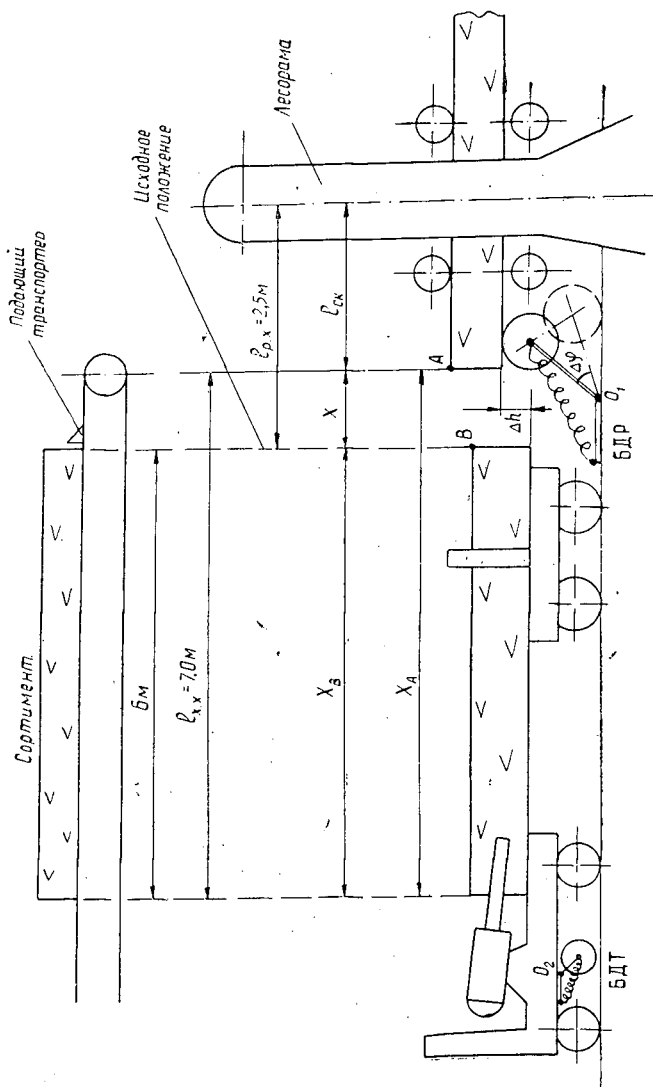 Подающий
транспортер
Исходное
положение
Лесорама
Сортимент
6м
ℓх.х = 7,0м
ℓр.х = 2,5м
ℓск
X
A
B
XВ
XА
Δh
Δφ
O₁
БДР
O₂
БДТ